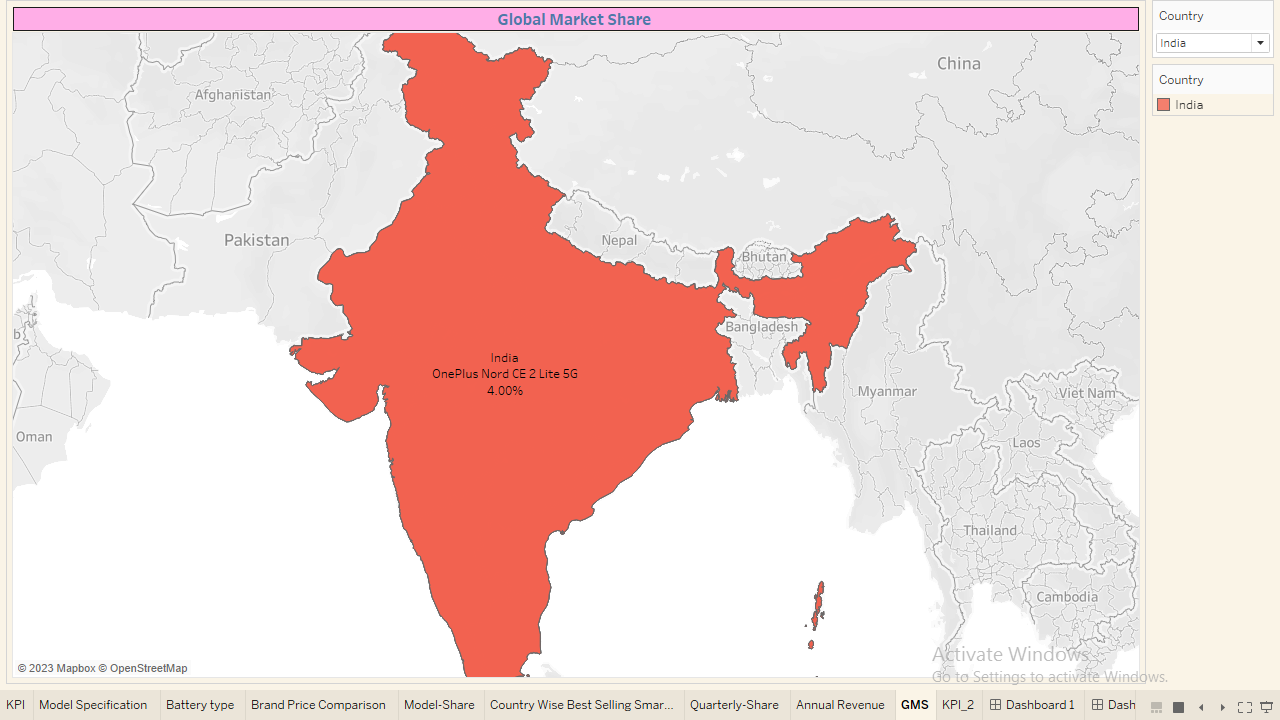 Global Market Share
Country
India
Country
India
China
Afghanistan
Pakistan
Nepal
Bhutan
Bangladesh
India
OnePlus Nord CE 2 Lite 5G
4.00%
b
Myanmar
Viet Nam
Oman
Laos
Thailand
Cambodia
Activate Windows
Go to Settings to activate Windows.
© 2023 Mapbox © OpenStreetMap
KPI
Model Specification
Battery type
Brand Price Comparison
Model-Share
Country Wise Best Selling Smar...
Quarterly-Share
Annual Revenue
GMS
KPI_2
Dashboard 1
Dash